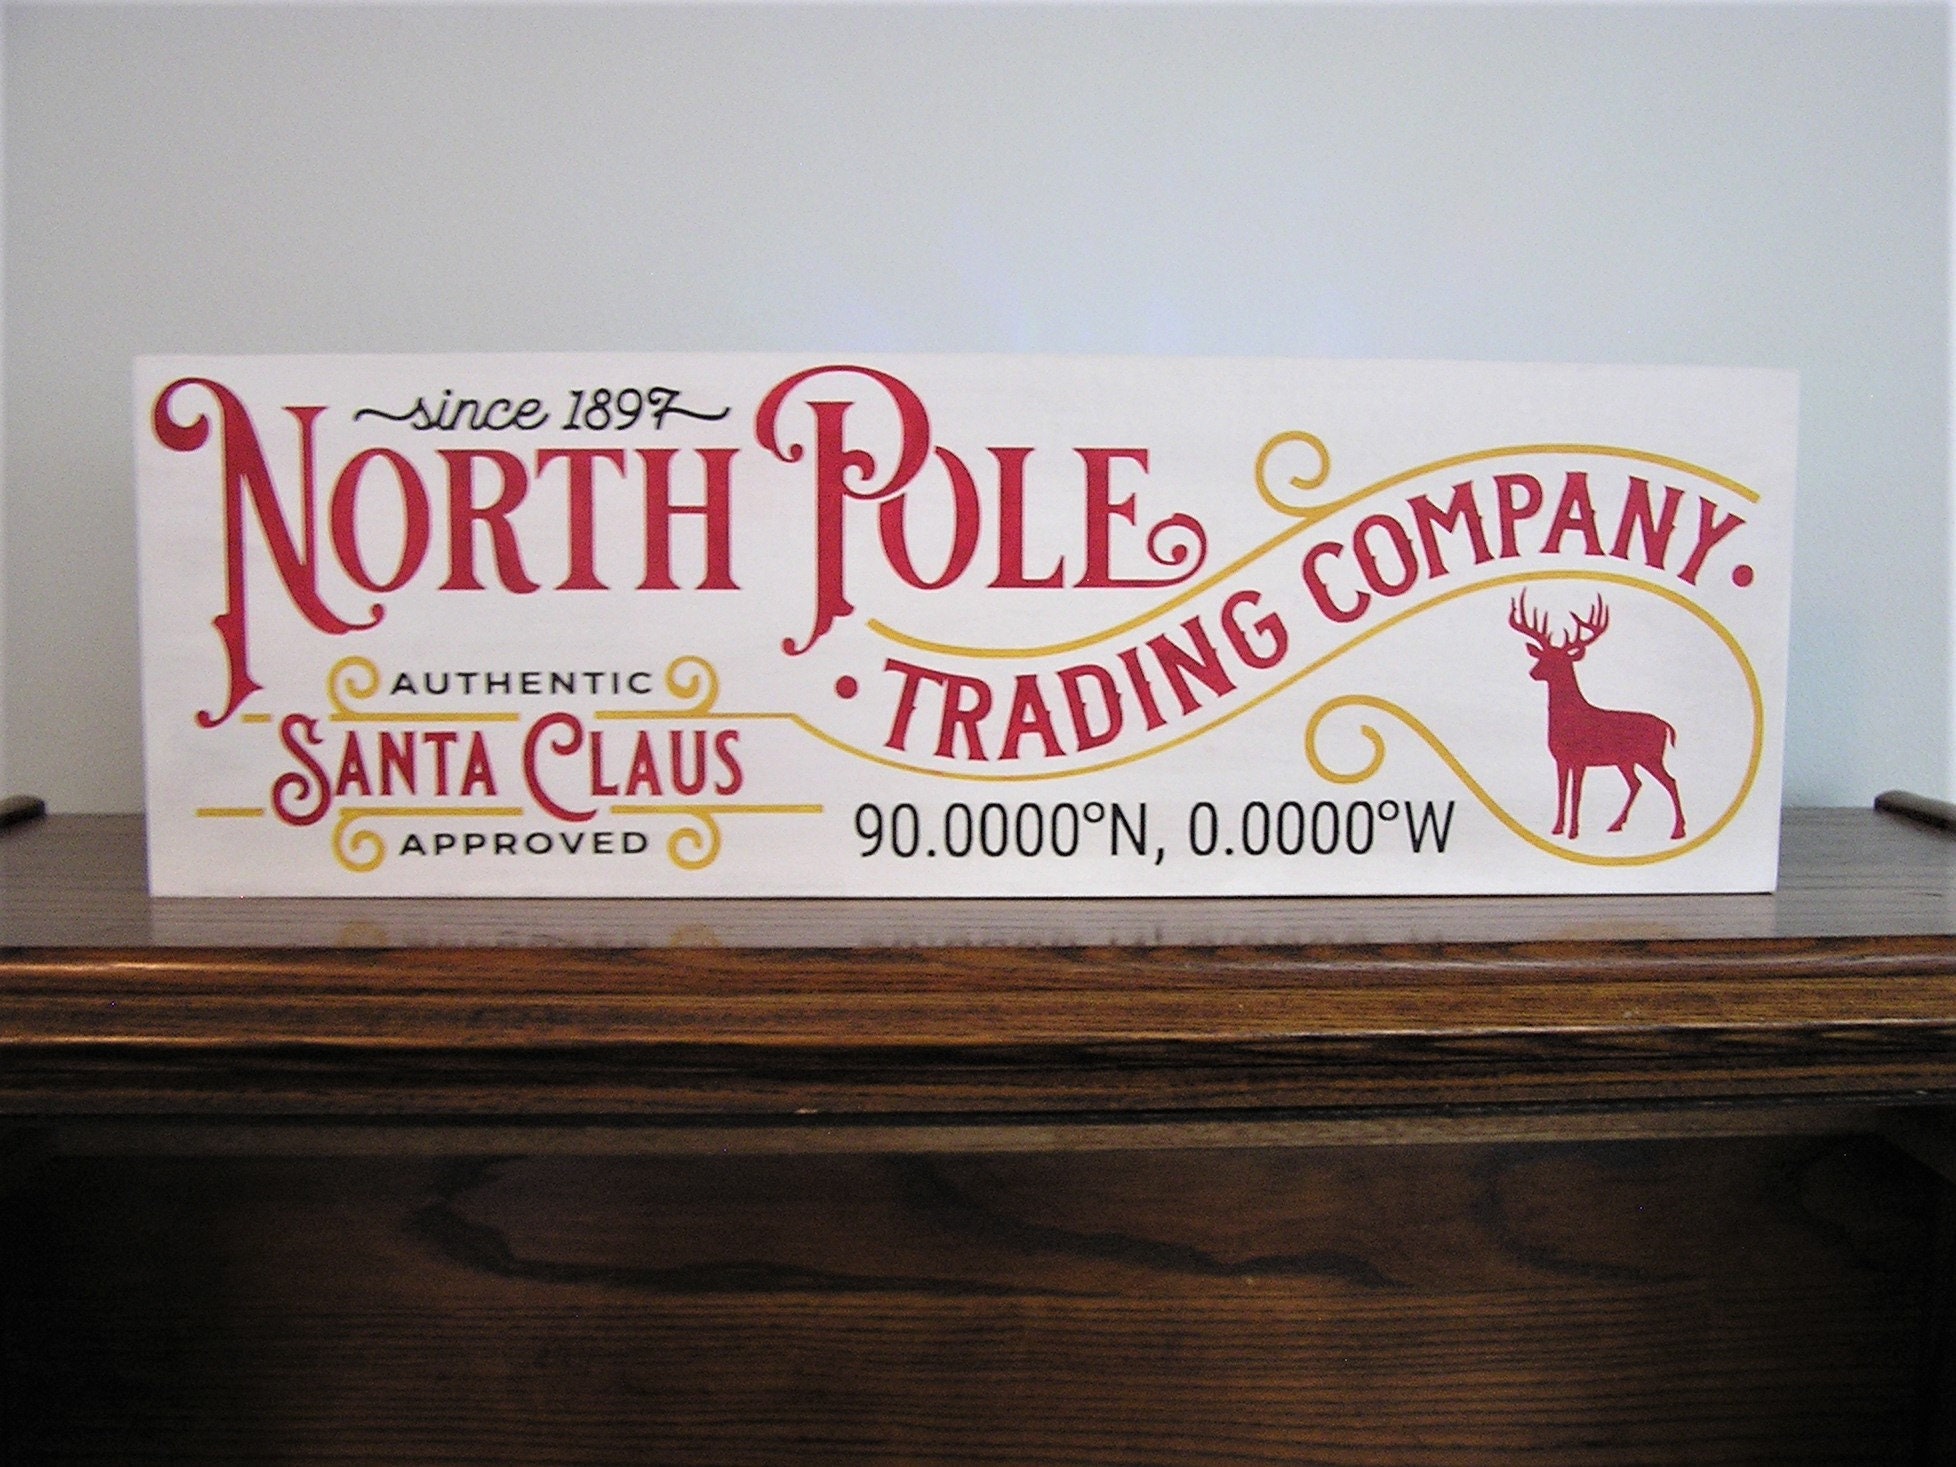 since 1897
NORTH POLE
• TRADING COMPANY •
AUTHENTIC
SANTA CLAUS
APPROVED
90.0000°N, 0.0000°W